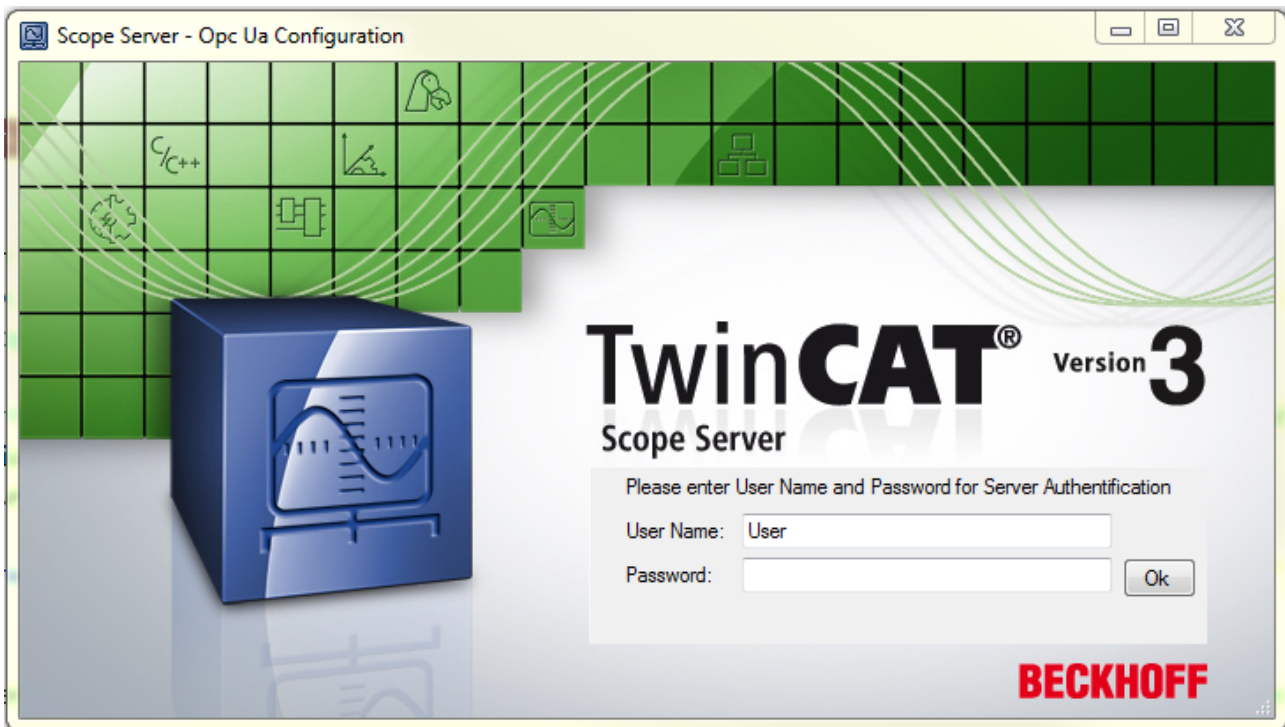 Scope Server - Opc Ua Configuration
C/C++
TwinCAT® Version 3
Scope Server
Please enter User Name and Password for Server Authentification
User Name: User
Password:
Ok
BECKHOFF